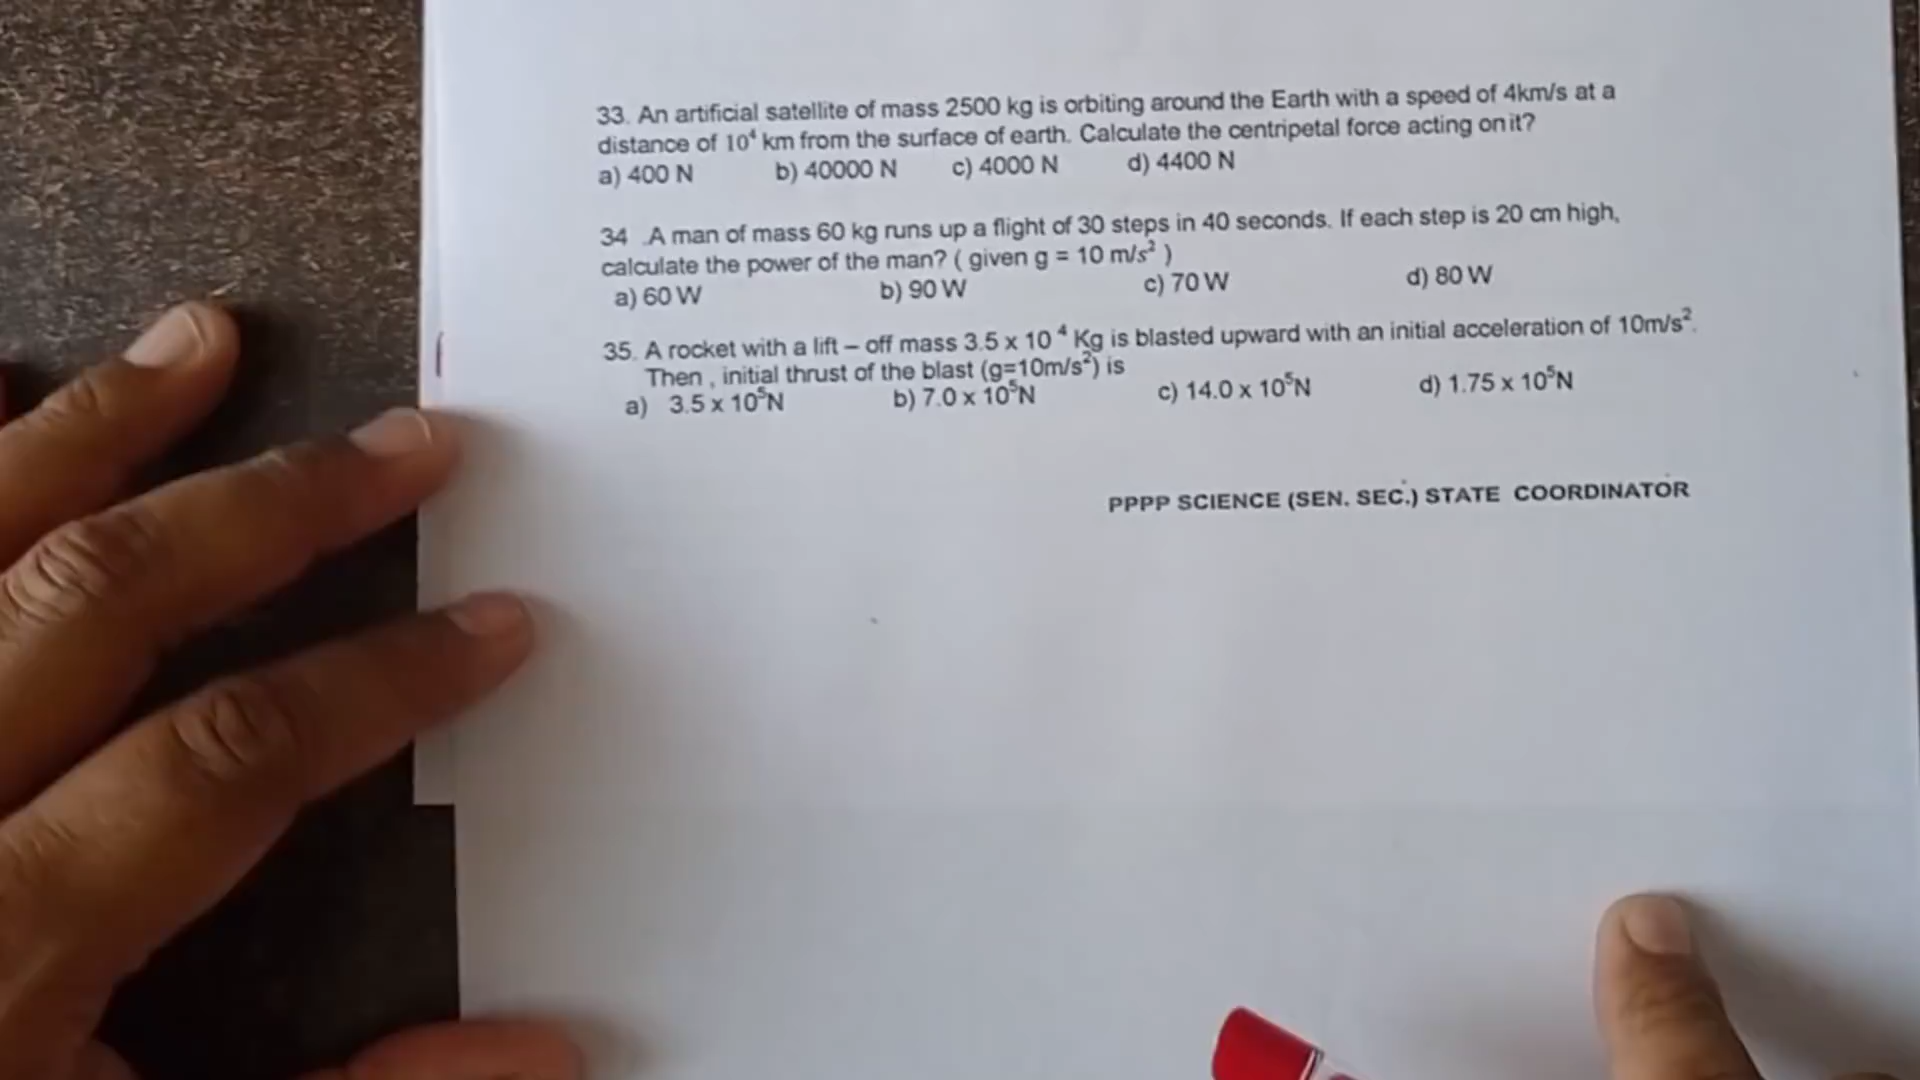 33. An artificial satellite of mass 2500 kg is orbiting around the Earth with a speed of 4km/s at a
distance of 10⁴ km from the surface of earth. Calculate the centripetal force acting on it?
a) 400 N b) 40000 N c) 4000 N d) 4400 N
34 .A man of mass 60 kg runs up a flight of 30 steps in 40 seconds. If each step is 20 cm high,
calculate the power of the man? ( given g = 10 m/s² )
a) 60 W b) 90 W c) 70 W d) 80 W
35. A rocket with a lift – off mass 3.5 x 10 ⁴ Kg is blasted upward with an initial acceleration of 10m/s².
Then , initial thrust of the blast (g=10m/s²) is
a) 3.5 x 10⁵N b) 7.0 x 10⁵N c) 14.0 x 10⁵N d) 1.75 x 10⁵N
PPPP SCIENCE (SEN. SEC.) STATE COORDINATOR